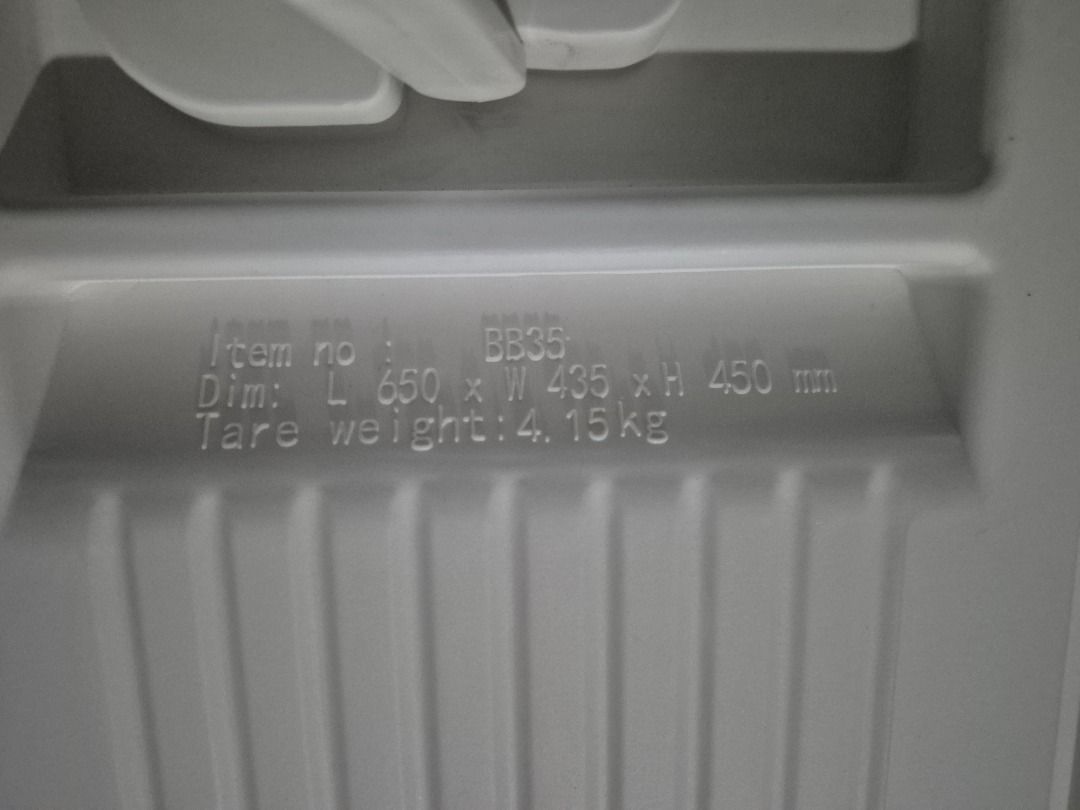 Item no : BB35
Dim: L 650 x W 435 x H 450 mm
Tare weight:4.15kg